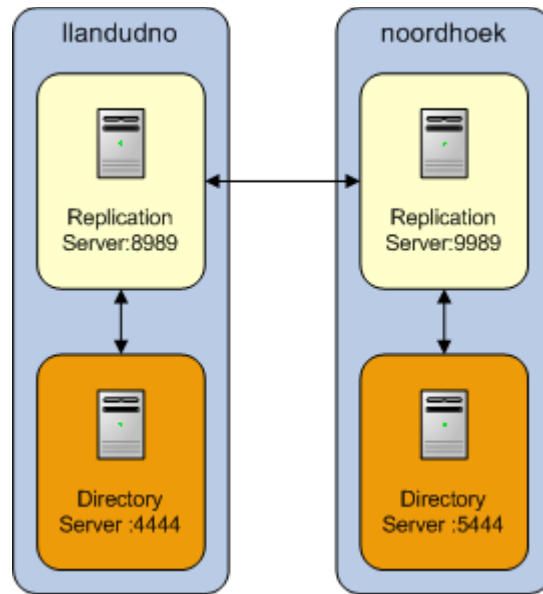 llandudno
Replication
Server:8989
Directory
Server :4444
noordhoek
Replication
Server:9989
Directory
Server :5444